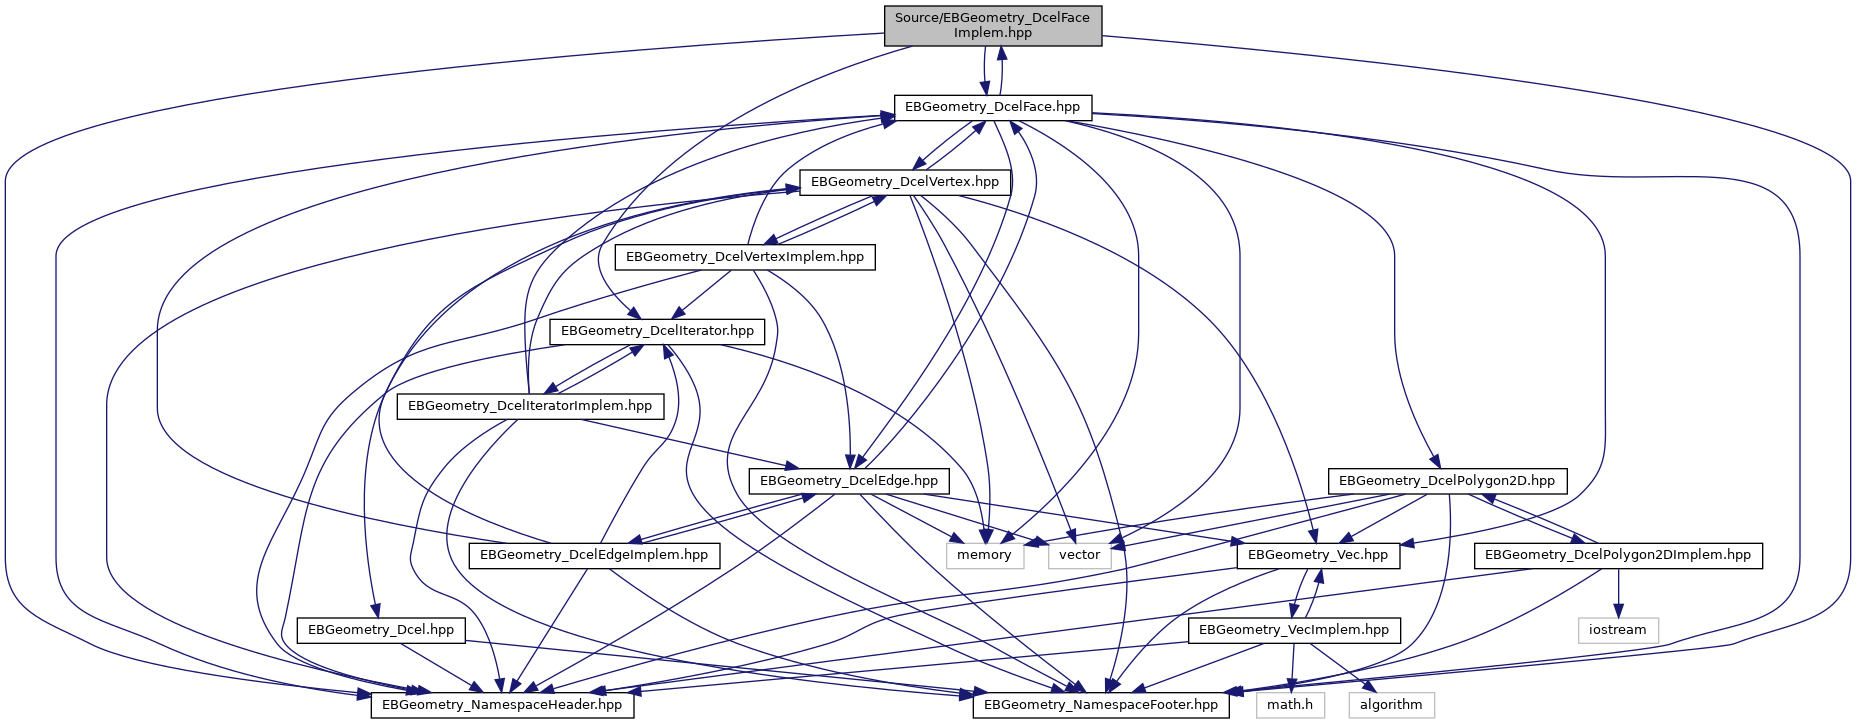 Source/EBGeometry_DcelFace
Implem.hpp
EBGeometry_DcelFace.hpp
EBGeometry_DcelVertex.hpp
EBGeometry_DcelVertexImplem.hpp
EBGeometry_DcelIterator.hpp
EBGeometry_DcelIteratorImplem.hpp
EBGeometry_DcelEdge.hpp
EBGeometry_DcelPolygon2D.hpp
EBGeometry_DcelEdgeImplem.hpp
memory
vector
EBGeometry_Vec.hpp
EBGeometry_DcelPolygon2DImplem.hpp
EBGeometry_Dcel.hpp
EBGeometry_VecImplem.hpp
iostream
EBGeometry_NamespaceHeader.hpp
EBGeometry_NamespaceFooter.hpp
math.h
algorithm